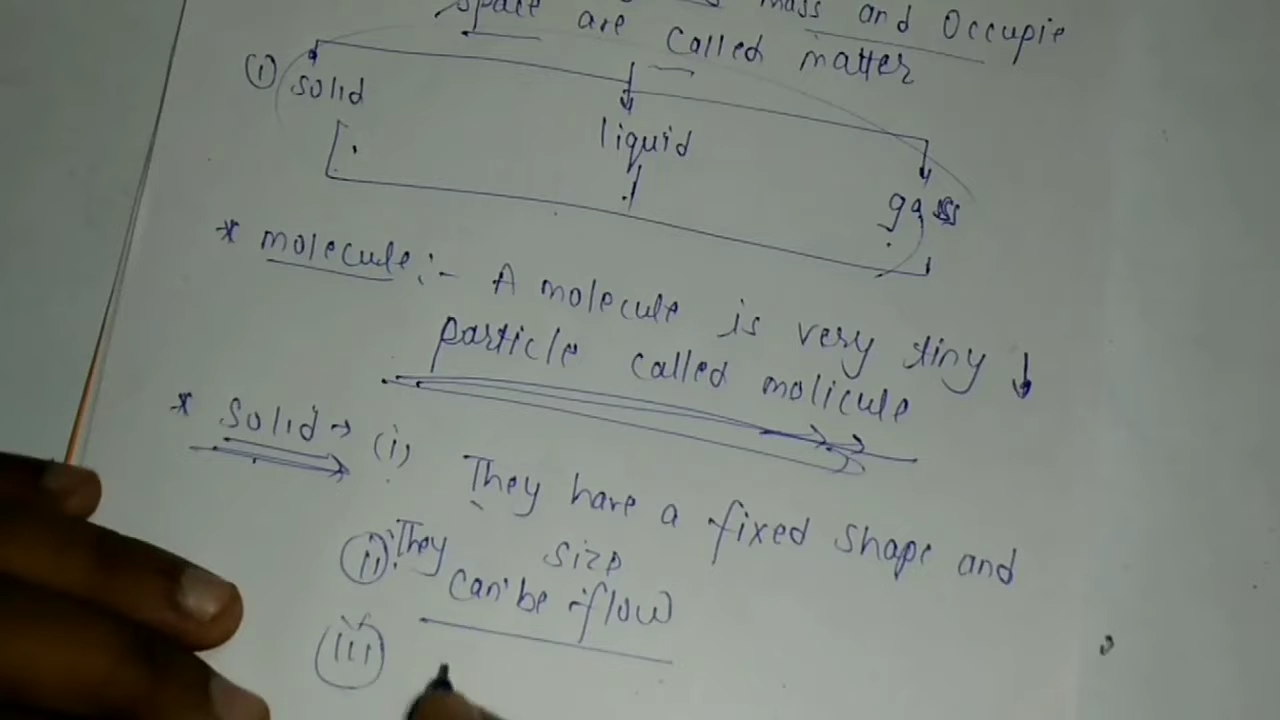 mass and Occupie
space are called matter
(i) solid
liquid
gas
* molecule :- A molecule is very tiny ↓
particle called molicule
* solid → (i) They have a fixed shape and
size
(ii) They can't be flow
(iii)